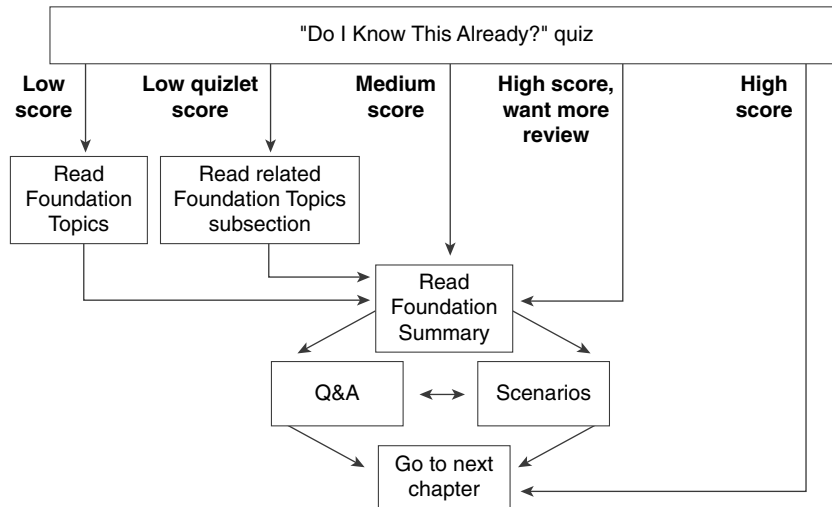 "Do I Know This Already?" quiz
Low
score
Low quizlet
score
Medium
score
High score,
want more
review
High
score
Read
Foundation
Topics
Read related
Foundation Topics
subsection
Read
Foundation
Summary
Q&A
Scenarios
Go to next
chapter